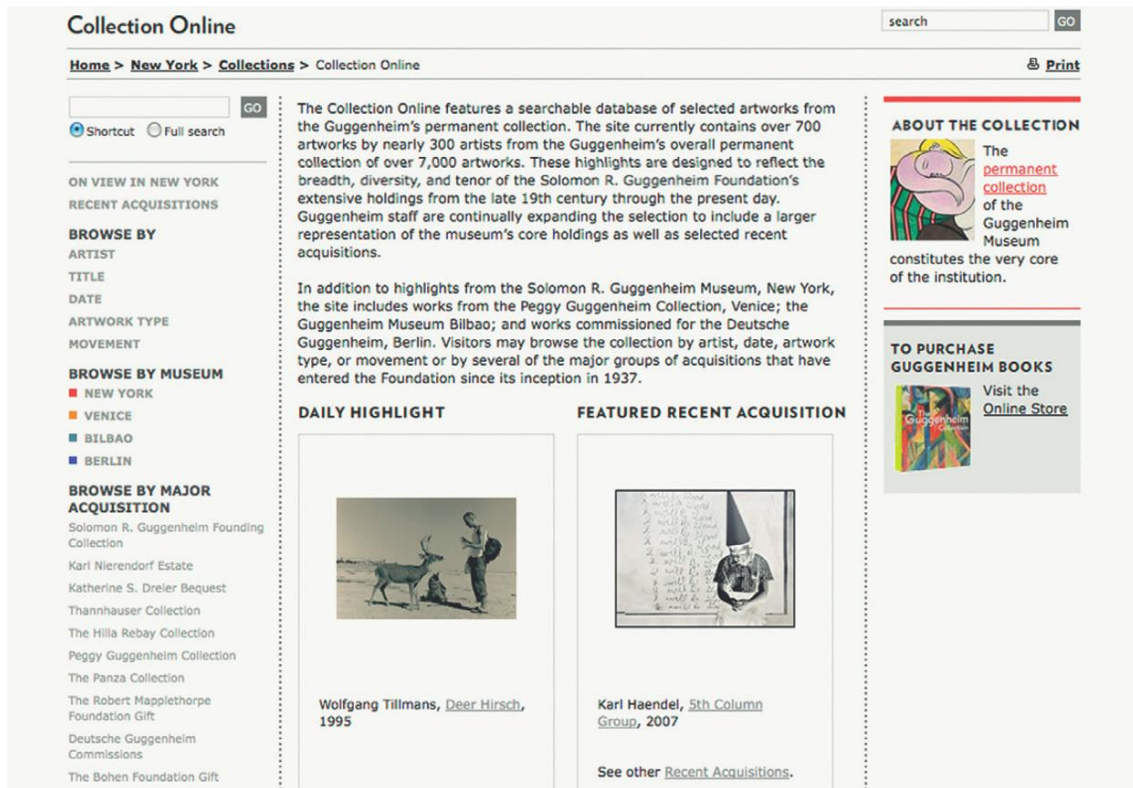 Collection Online
search
GO
Home > New York > Collections > Collection Online
Print
GO
Shortcut
Full search
ON VIEW IN NEW YORK
RECENT ACQUISITIONS
BROWSE BY
ARTIST
TITLE
DATE
ARTWORK TYPE
MOVEMENT
BROWSE BY MUSEUM
NEW YORK
VENICE
BILBAO
BERLIN
BROWSE BY MAJOR
ACQUISITION
Solomon R. Guggenheim Founding
Collection
Karl Nierendorf Estate
Katherine S. Dreier Bequest
Thannhauser Collection
The Hilla Rebay Collection
Peggy Guggenheim Collection
The Panza Collection
The Robert Mapplethorpe
Foundation Gift
Deutsche Guggenheim
Commissions
The Bohen Foundation Gift
The Collection Online features a searchable database of selected artworks from
the Guggenheim's permanent collection. The site currently contains over 700
artworks by nearly 300 artists from the Guggenheim's overall permanent
collection of over 7,000 artworks. These highlights are designed to reflect the
breadth, diversity, and tenor of the Solomon R. Guggenheim Foundation's
extensive holdings from the late 19th century through the present day.
Guggenheim staff are continually expanding the selection to include a larger
representation of the museum's core holdings as well as selected recent
acquisitions.
In addition to highlights from the Solomon R. Guggenheim Museum, New York,
the site includes works from the Peggy Guggenheim Collection, Venice; the
Guggenheim Museum Bilbao; and works commissioned for the Deutsche
Guggenheim, Berlin. Visitors may browse the collection by artist, date, artwork
type, or movement or by several of the major groups of acquisitions that have
entered the Foundation since its inception in 1937.
DAILY HIGHLIGHT
Wolfgang Tillmans, Deer Hirsch,
1995
FEATURED RECENT ACQUISITION
Karl Haendel, 5th Column
Group, 2007
See other Recent Acquisitions.
ABOUT THE COLLECTION
The
permanent
collection
of the
Guggenheim
Museum
constitutes the very core
of the institution.
TO PURCHASE
GUGGENHEIM BOOKS
The
Guggenheim
Collection
Visit the
Online Store